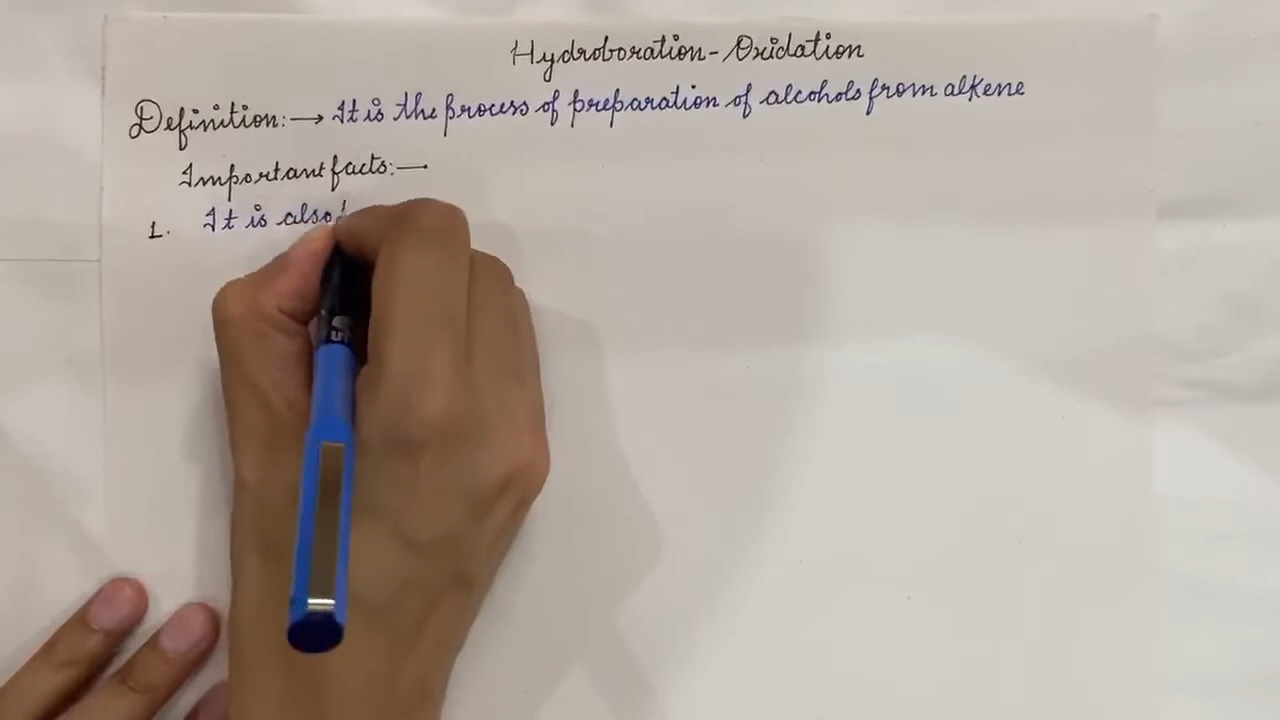 Hydroboration-Oxidation
Definition:→ It is the process of preparation of alcohols from alkene
Important facts:—
1. It is also